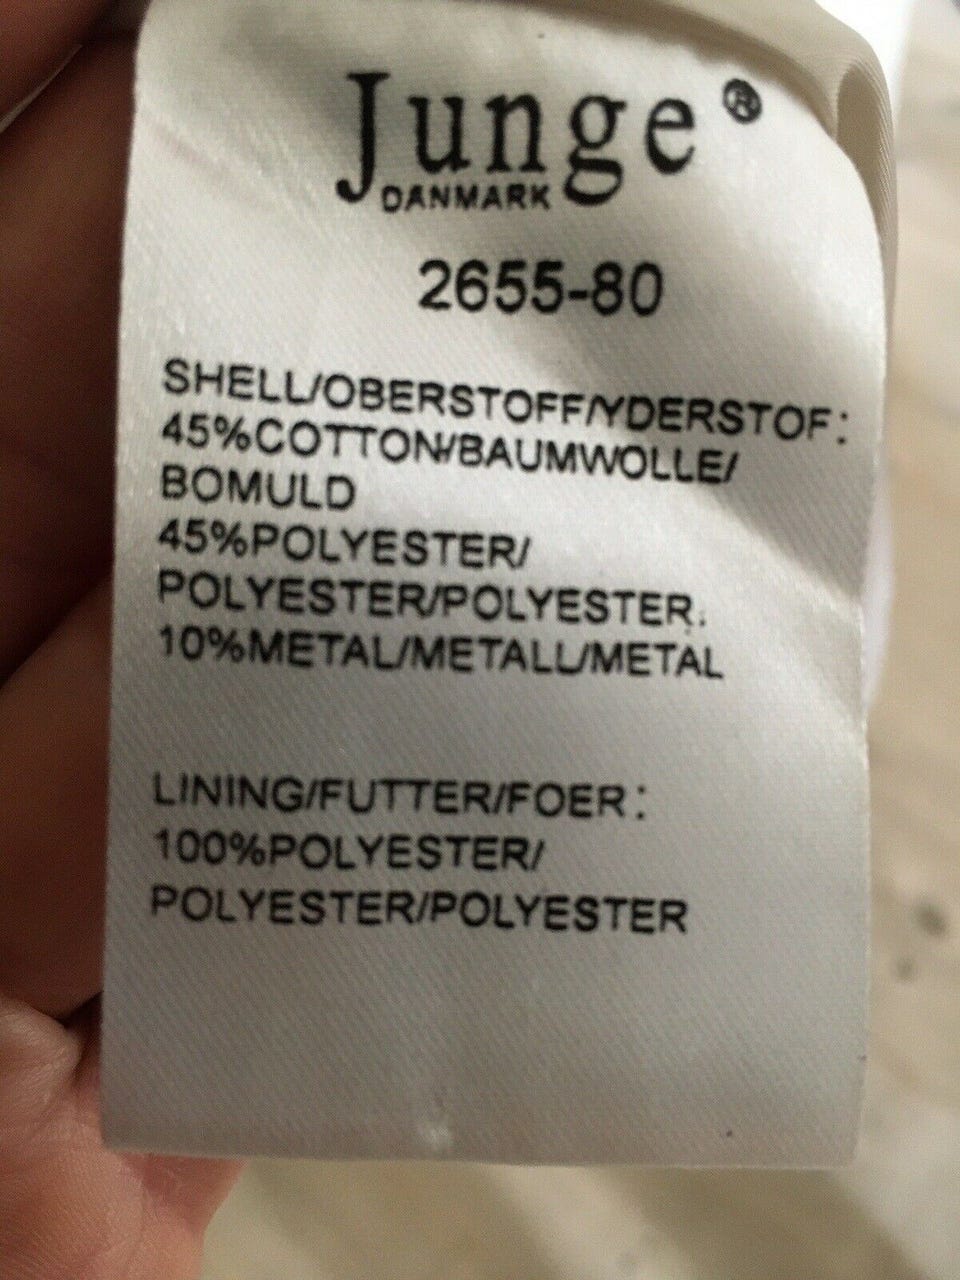 Junge®
DANMARK
2655-80
SHELL/OBERSTOFF/YDERSTOF:
45%COTTON/BAUMWOLLE/
BOMULD
45%POLYESTER/
POLYESTER/POLYESTER.
10%METAL/METALL/METAL
LINING/FUTTER/FOER:
100%POLYESTER/
POLYESTER/POLYESTER